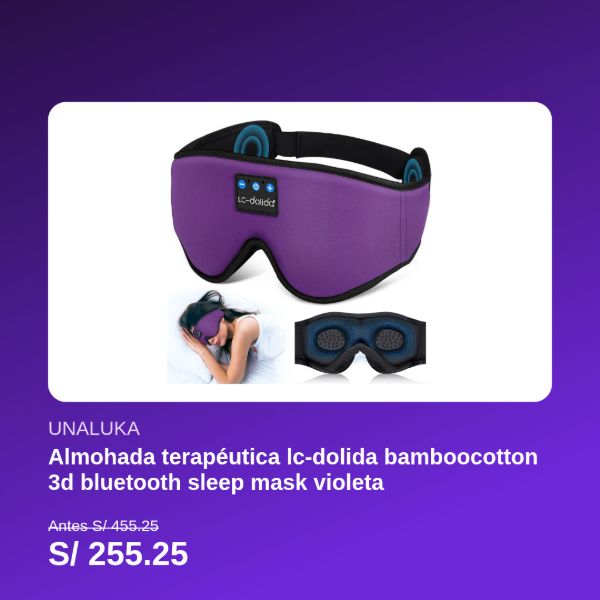 LC-dolida
UNALUKA
Almohada terapéutica lc-dolida bamboocotton
3d bluetooth sleep mask violeta
Antes S/ 455.25
S/ 255.25